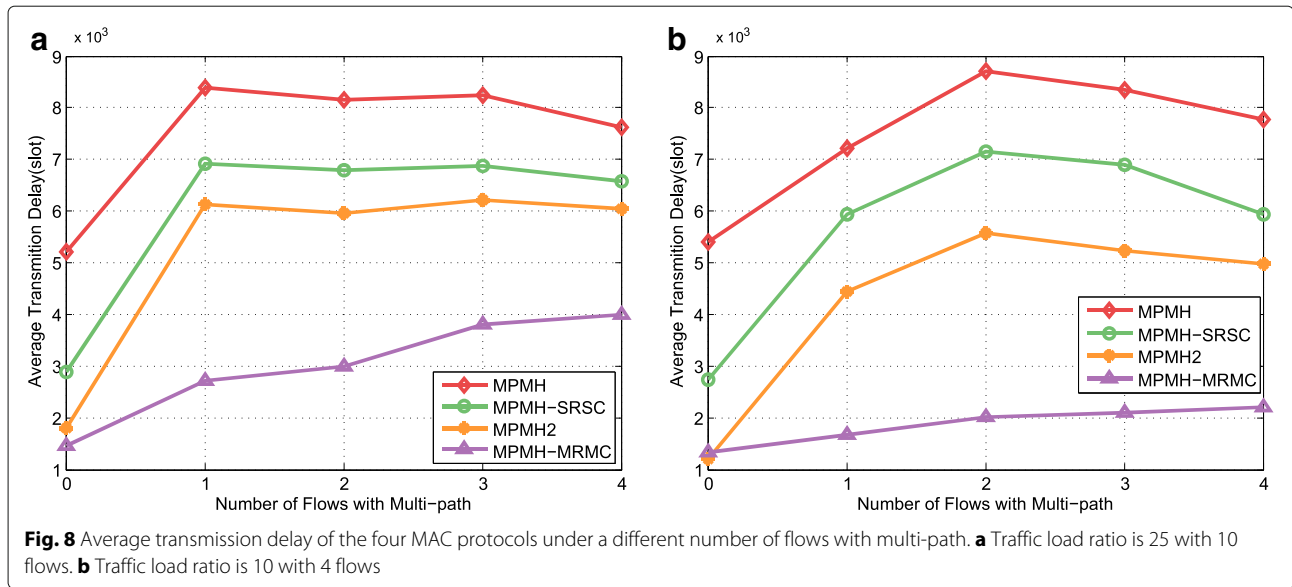 a
x 10³
9
8
7
6
5
4
3
2
1
0
1
2
3
4
Average Transmition Delay(slot)
Number of Flows with Multi−path
MPMH
MPMH−SRSC
MPMH2
MPMH−MRMC
b
x 10³
9
8
7
6
5
4
3
2
1
0
1
2
3
4
Average Transmition Delay(slot)
Number of Flows with Multi−path
MPMH
MPMH−SRSC
MPMH2
MPMH−MRMC
Fig. 8 Average transmission delay of the four MAC protocols under a different number of flows with multi-path. a Traffic load ratio is 25 with 10
flows. b Traffic load ratio is 10 with 4 flows